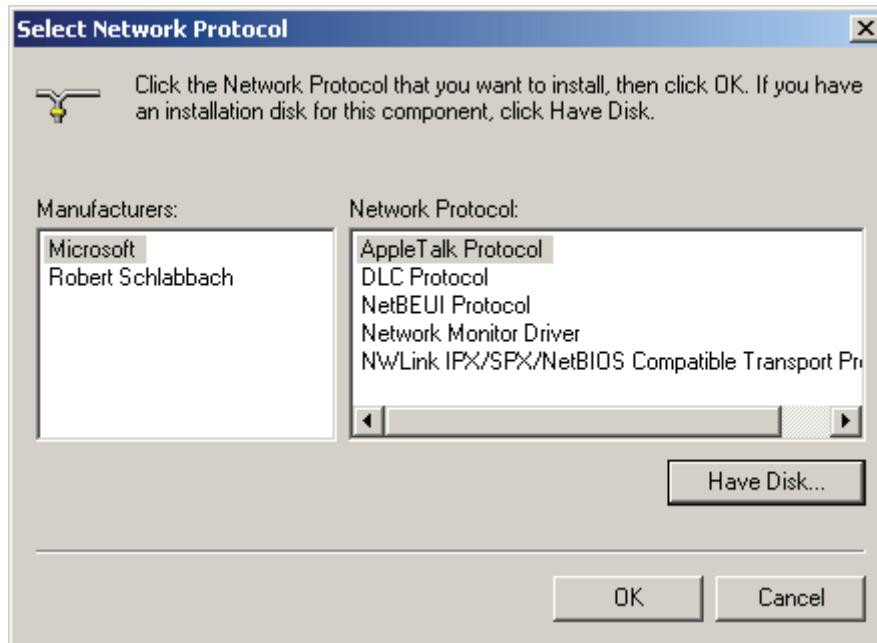 Select Network Protocol
Click the Network Protocol that you want to install, then click OK. If you have
an installation disk for this component, click Have Disk.
Manufacturers:
Microsoft
Robert Schlabbach
Network Protocol:
AppleTalk Protocol
DLC Protocol
NetBEUI Protocol
Network Monitor Driver
NWLink IPX/SPX/NetBIOS Compatible Transport Pr
Have Disk...
OK
Cancel